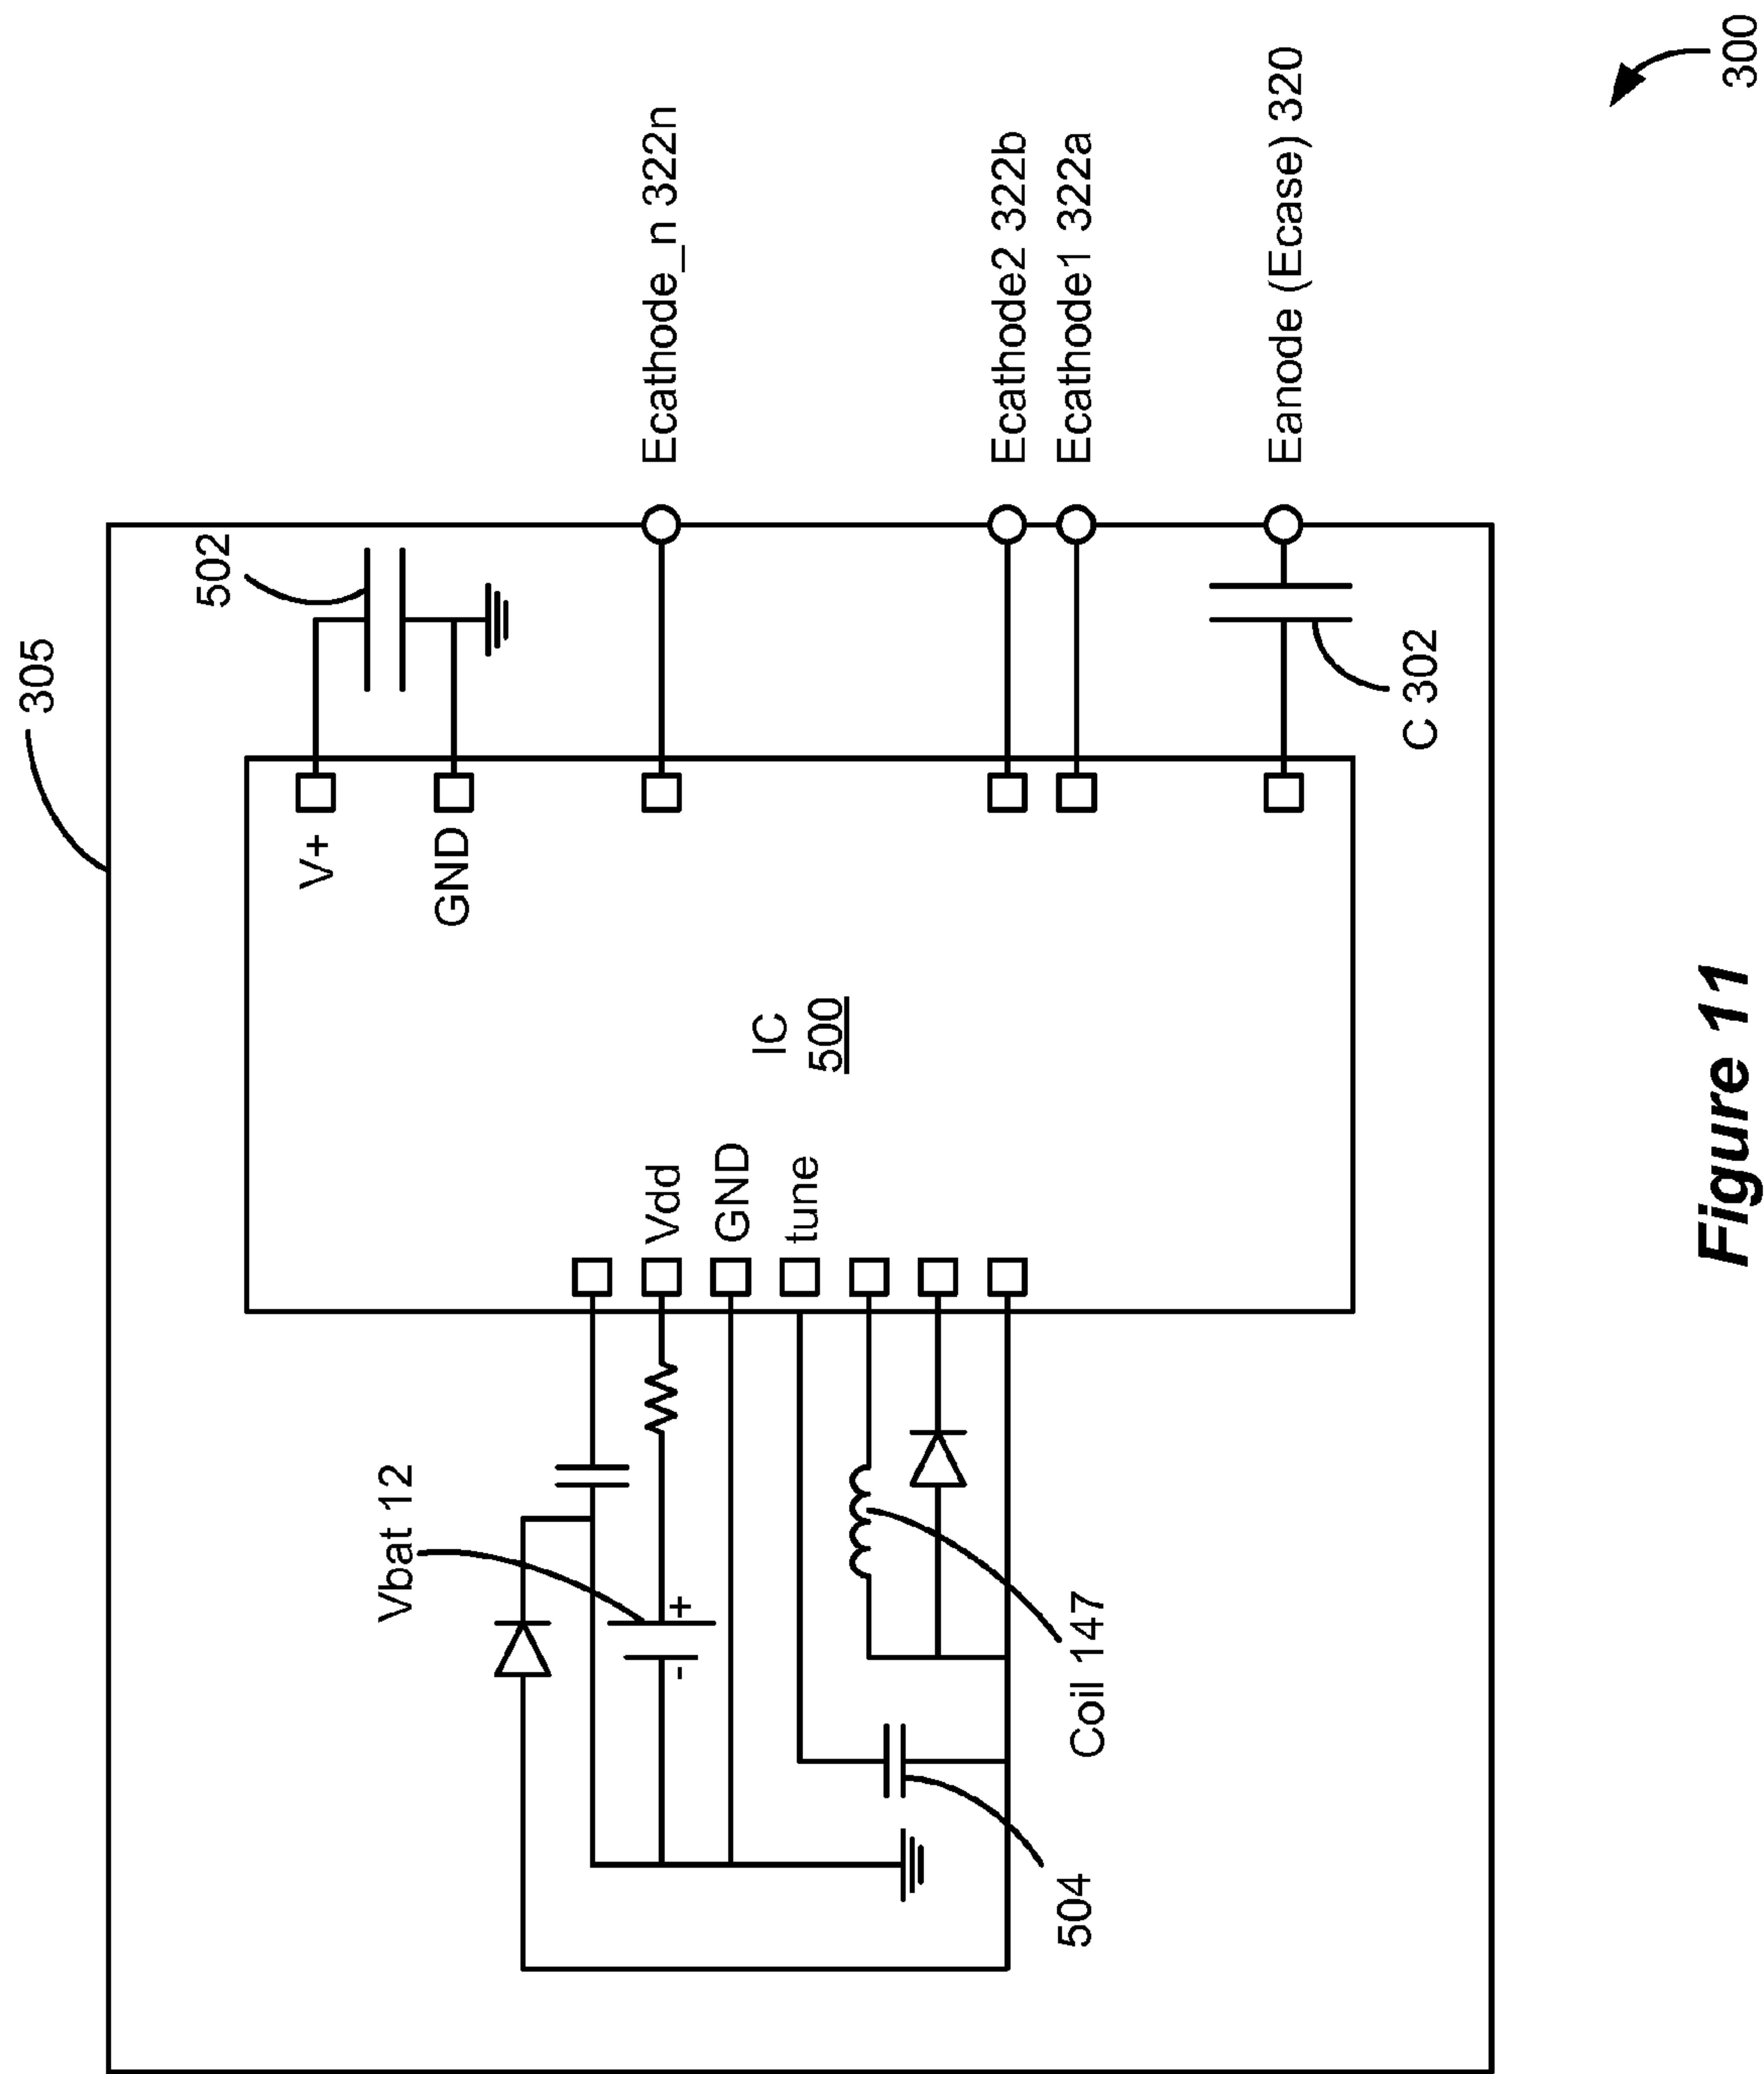 305
502
V+
GND
Ecathode_n 322n
Ecathode2 322b
Ecathode1 322a
Eanode (Ecase) 320
C 302
IC
500
Vbat 12
Vdd
GND
tune
+
-
Coil 147
504
300
Figure 11